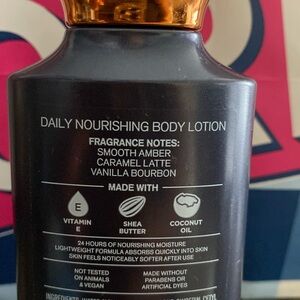 DAILY NOURISHING BODY LOTION
FRAGRANCE NOTES:
SMOOTH AMBER
CARAMEL LATTE
VANILLA BOURBON
MADE WITH
E
VITAMIN
E
SHEA
BUTTER
COCONUT
OIL
24 HOURS OF NOURISHING MOISTURE
LIGHTWEIGHT FORMULA ABSORBS QUICKLY INTO SKIN
SKIN FEELS NOTICEABLY SOFTER AFTER USE
NOT TESTED
ON ANIMALS
& VEGAN
MADE WITHOUT
PARABENS OR
ARTIFICIAL DYES